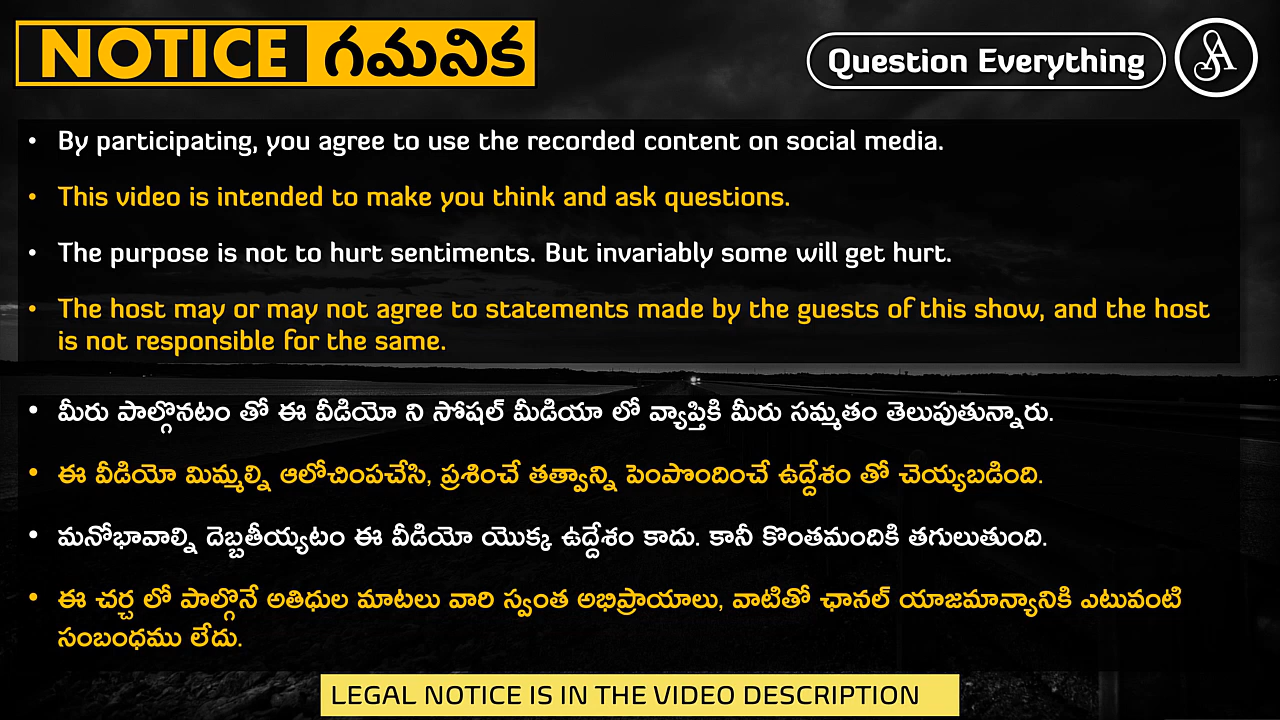 NOTICE గమనిక
Question Everything
• By participating, you agree to use the recorded content on social media.
• This video is intended to make you think and ask questions.
• The purpose is not to hurt sentiments. But invariably some will get hurt.
• The host may or may not agree to statements made by the guests of this show, and the host
is not responsible for the same.
• మీరు పాల్గొనటం తో ఈ వీడియో ని సోషల్ మీడియా లో వ్యాప్తికి మీరు సమ్మతం తెలుపుతున్నారు.
• ఈ వీడియో మిమ్మల్ని ఆలోచింపచేసి, ప్రశించే తత్వాన్ని పెంపొందించే ఉద్దేశం తో చెయ్యబడింది.
• మనోభావాల్ని దెబ్బతీయ్యటం ఈ వీడియో యొక్క ఉద్దేశం కాదు. కానీ కొంతమందికి తగులుతుంది.
• ఈ చర్చ లో పాల్గొనే అతిధుల మాటలు వారి స్వంత అభిప్రాయాలు, వాటితో ఛానల్ యాజమాన్యానికి ఎటువంటి
సంబంధము లేదు.
LEGAL NOTICE IS IN THE VIDEO DESCRIPTION